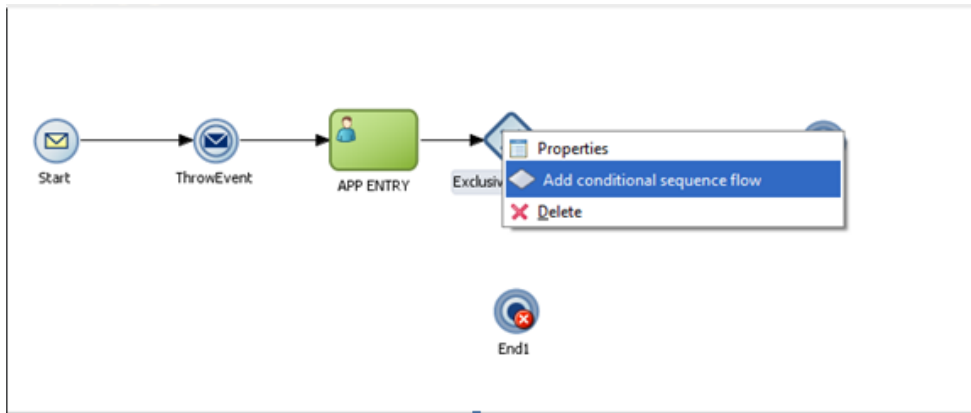 Properties
Add conditional sequence flow
Start
ThrowEvent
APP ENTRY
Exclusiv
Delete
End1